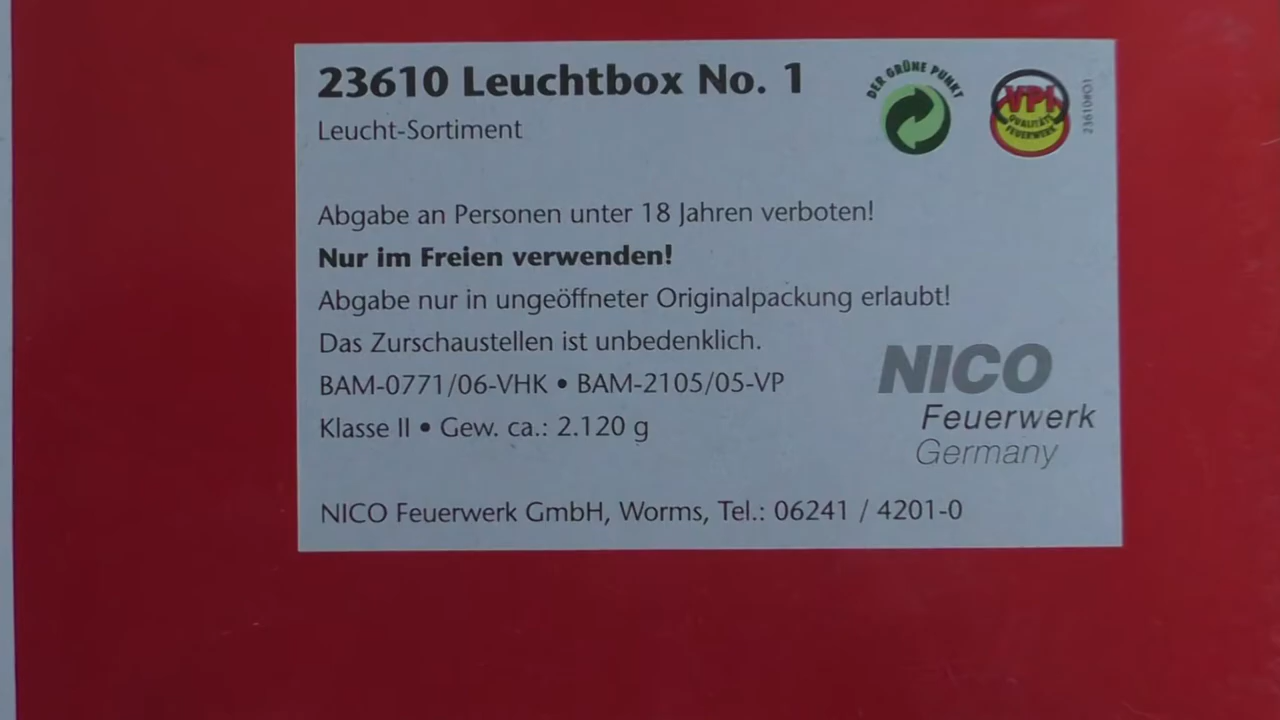 23610 Leuchtbox No. 1
Leucht-Sortiment
DER GRÜNE PUNKT
VPI
QUALITÄTS
FEUERWERK
23610#O1
Abgabe an Personen unter 18 Jahren verboten!
Nur im Freien verwenden!
Abgabe nur in ungeöffneter Originalpackung erlaubt!
Das Zurschaustellen ist unbedenklich.
BAM-0771/06-VHK • BAM-2105/05-VP
Klasse II • Gew. ca.: 2.120 g
NICO
Feuerwerk
Germany
NICO Feuerwerk GmbH, Worms, Tel.: 06241 / 4201-0